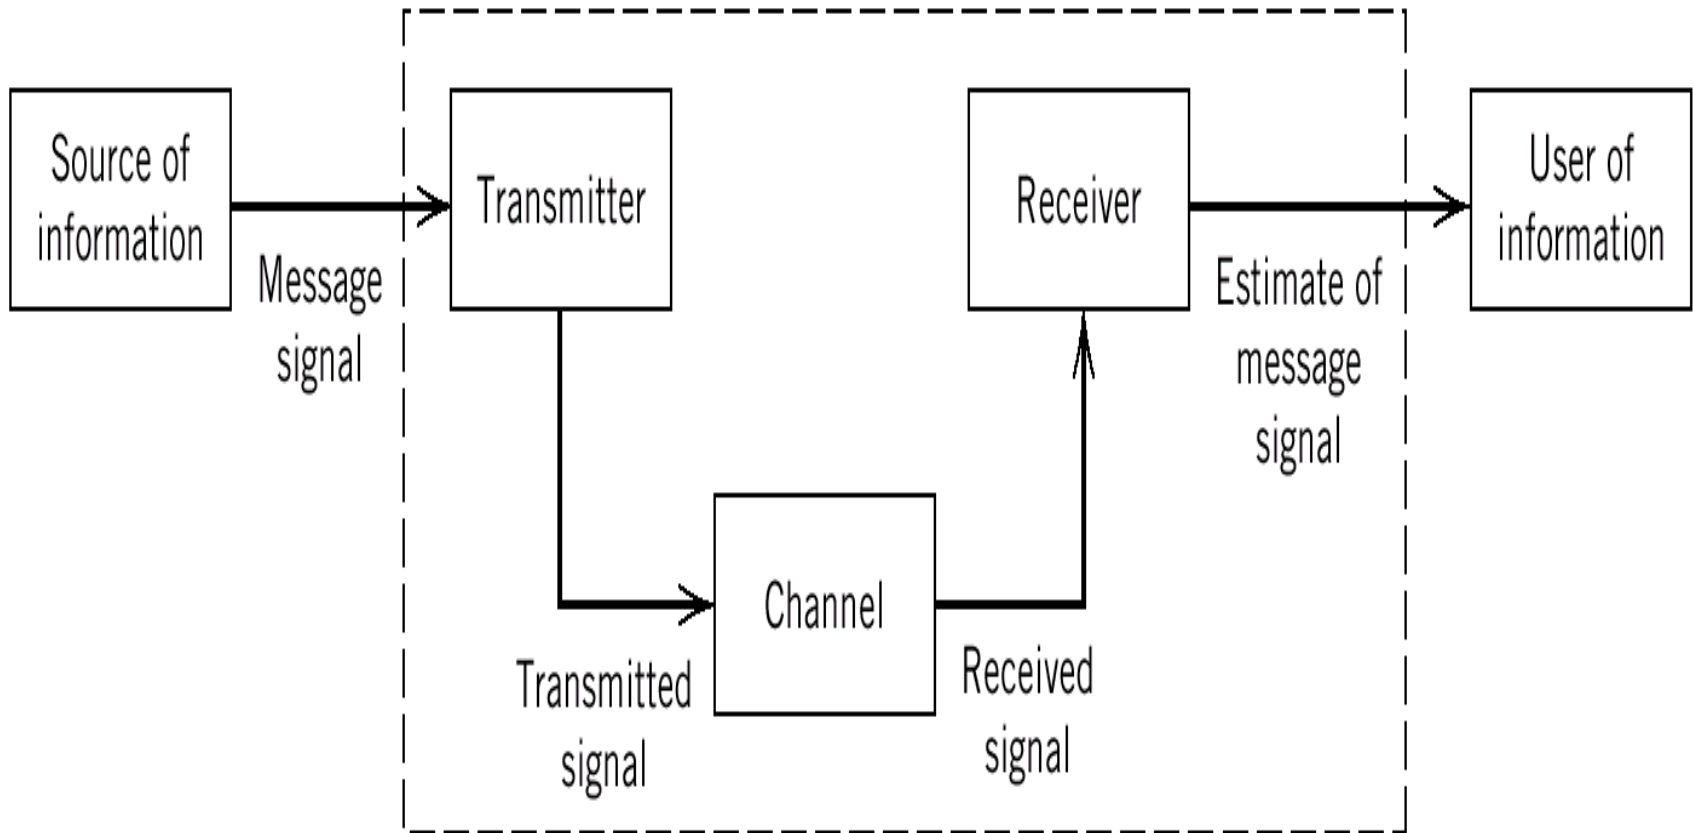 Source of
information
Message
signal
Transmitter
Transmitted
signal
Channel
Received
signal
Receiver
Estimate of
message
signal
User of
information